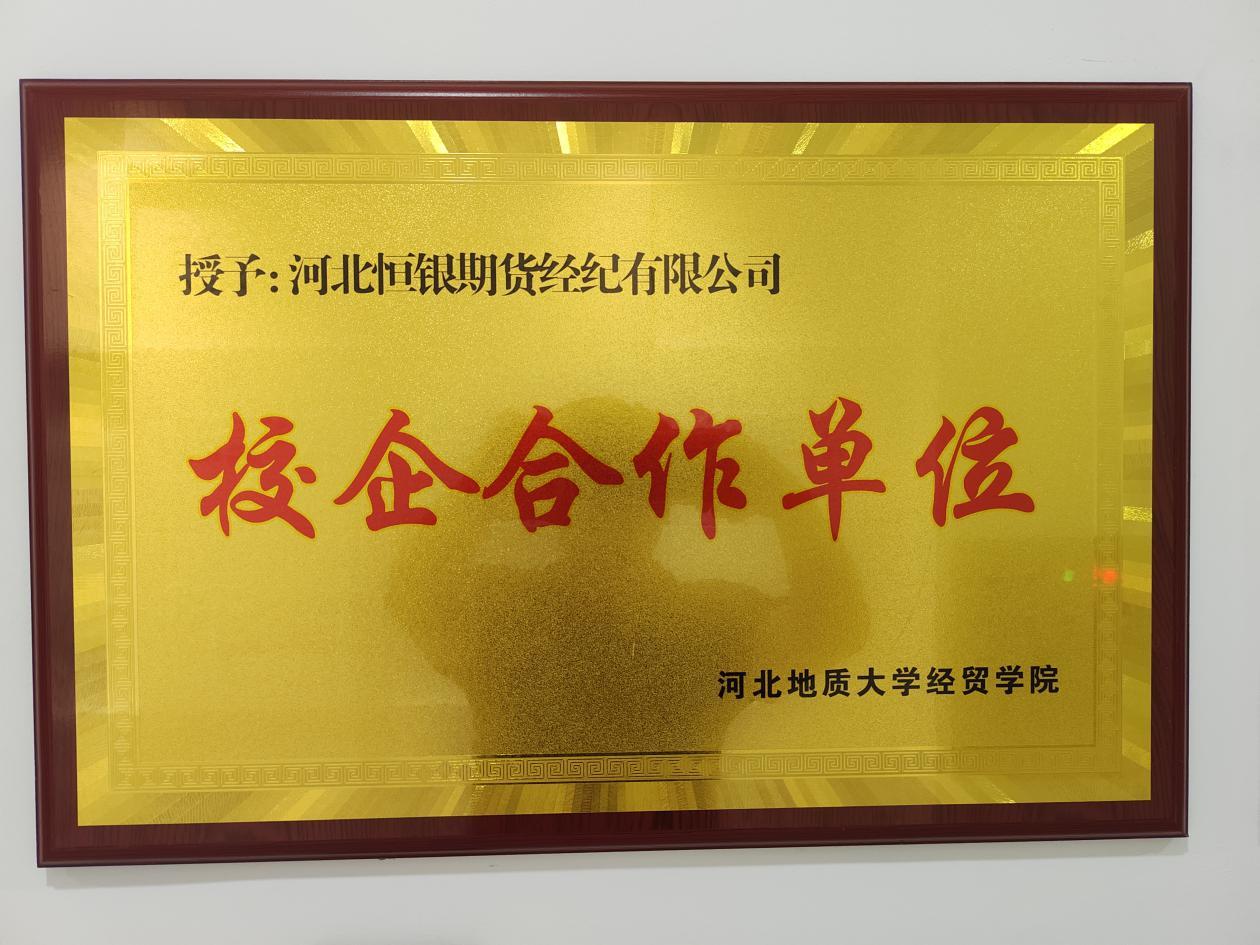 授予:河北恒银期货经纪有限公司
校企合作单位
河北地质大学经贸学院